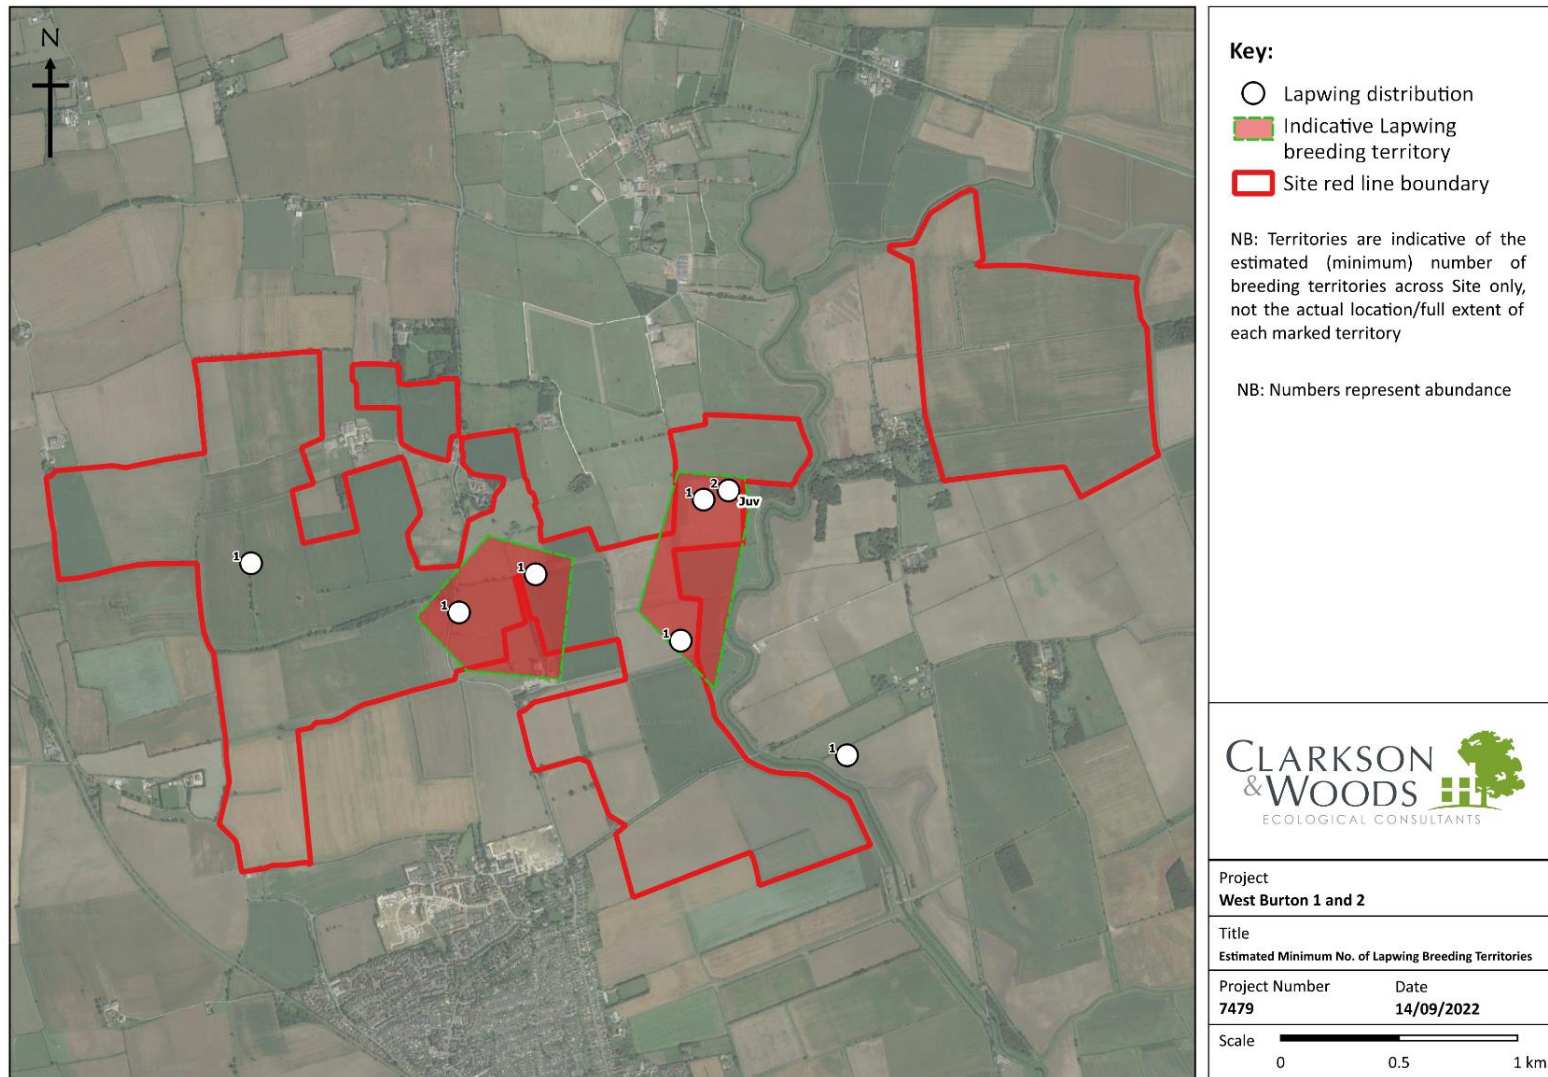 N
1
2
Juv
1
1
1
1
1
Key:
Lapwing distribution
Indicative Lapwing
breeding territory
Site red line boundary
NB: Territories are indicative of the
estimated (minimum) number of
breeding territories across Site only,
not the actual location/full extent of
each marked territory
NB: Numbers represent abundance
CLARKSON
&WOODS
ECOLOGICAL CONSULTANTS
Project
West Burton 1 and 2
Title
Estimated Minimum No. of Lapwing Breeding Territories
Project Number Date
7479 14/09/2022
Scale
0 0.5 1 km